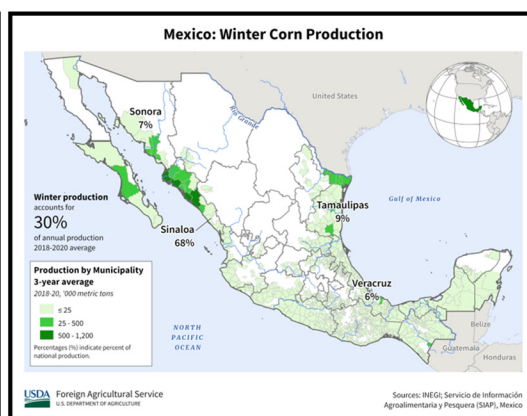 Mexico: Winter Corn Production
United States
Sonora
7%
Rio Grande
Gulf of Mexico
Tamaulipas
9%
Winter production
accounts for
30%
of annual production
2018-2020 average
Sinaloa
68%
Production by Municipality
3-year average
2018-20, '000 metric tons
≤ 25
25 - 500
500 - 1,200
Percentages (%) indicate percent of
national production.
Veracruz
6%
NORTH
PACIFIC
OCEAN
Belize
Guatemala
Honduras
USDA Foreign Agricultural Service
U.S. DEPARTMENT OF AGRICULTURE
Sources: INEGI; Servicio de Información
Agroalimentaria y Pesquera (SIAP), Mexico